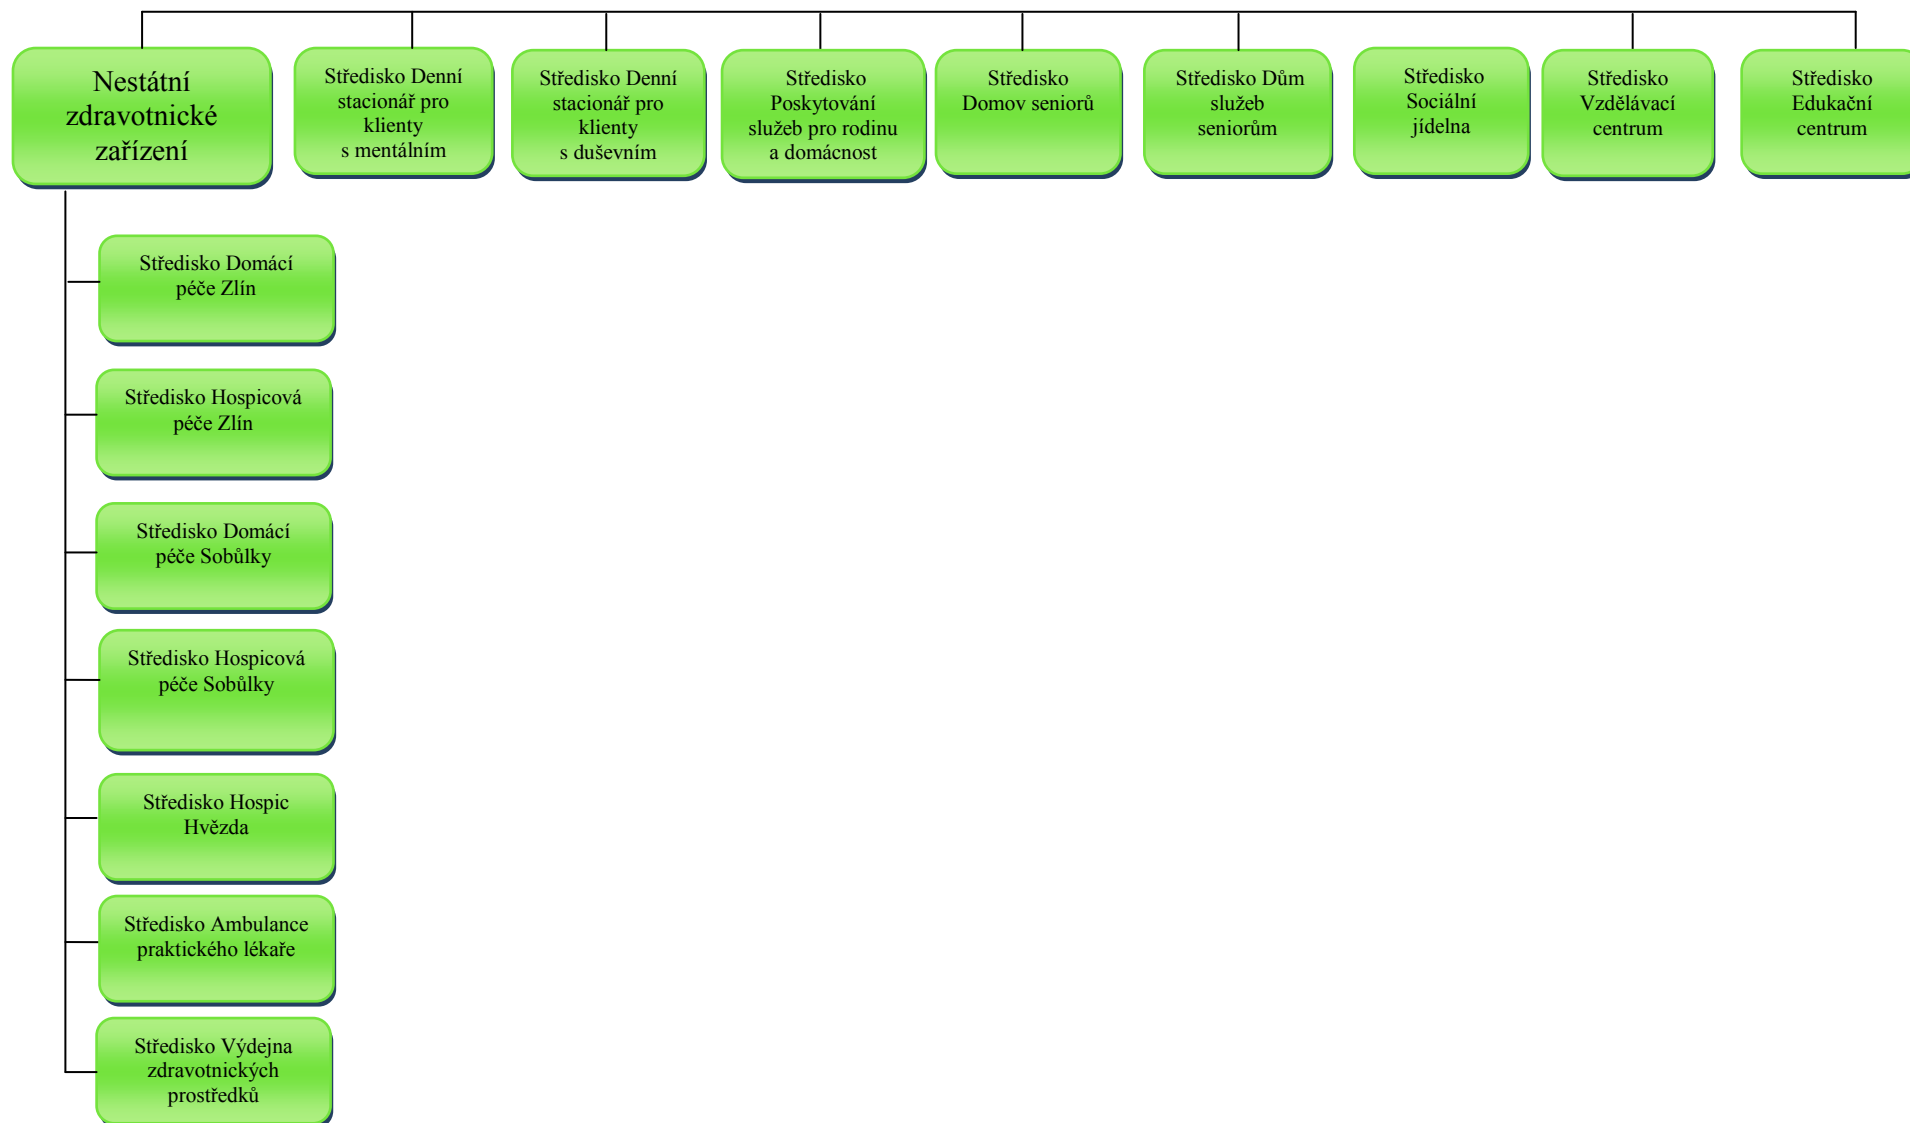 Nestátní
zdravotnické
zařízení
Středisko Denní
stacionář pro
klienty
s mentálním
Středisko Denní
stacionář pro
klienty
s duševním
Středisko
Poskytování
služeb pro rodinu
a domácnost
Středisko
Domov seniorů
Středisko Dům
služeb
seniorům
Středisko
Sociální
jídelna
Středisko
Vzdělávací
centrum
Středisko
Edukační
centrum
Středisko Domácí
péče Zlín
Středisko Hospicová
péče Zlín
Středisko Domácí
péče Sobůlky
Středisko Hospicová
péče Sobůlky
Středisko Hospic
Hvězda
Středisko Ambulance
praktického lékaře
Středisko Výdejna
zdravotnických
prostředků